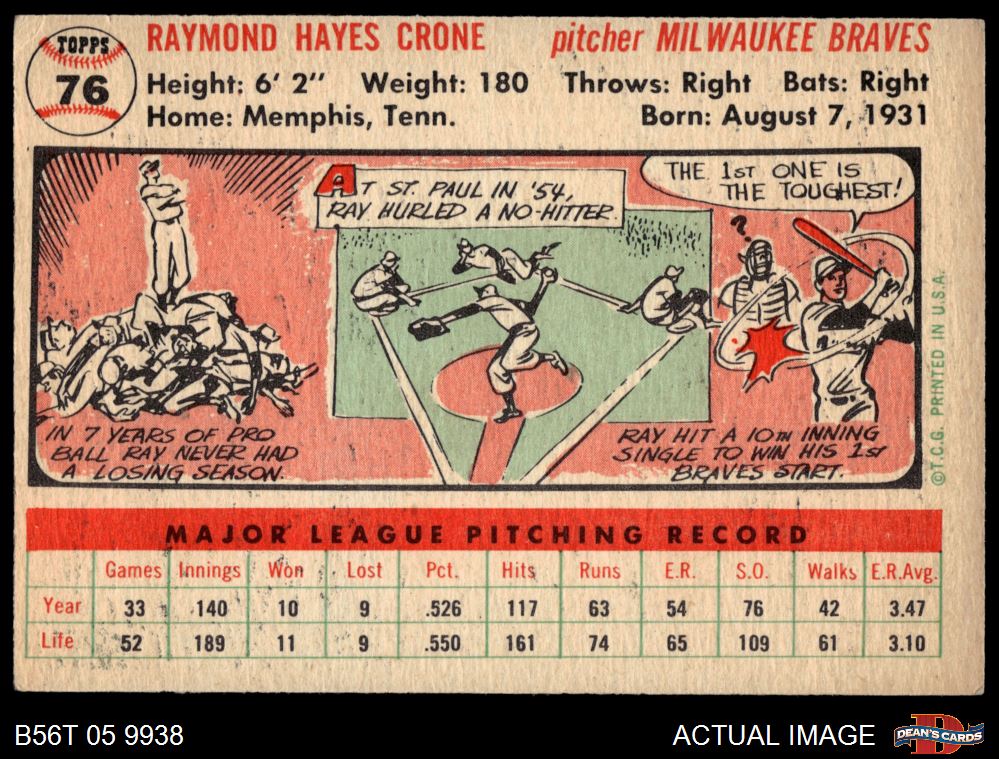 TOPPS
76
RAYMOND HAYES CRONE pitcher MILWAUKEE BRAVES
Height: 6' 2" Weight: 180 Throws: Right Bats: Right
Home: Memphis, Tenn. Born: August 7, 1931
IN 7 YEARS OF PRO
BALL RAY NEVER HAD
A LOSING SEASON.
AT ST. PAUL IN '54,
RAY HURLED A NO-HITTER.
THE 1ST ONE IS
THE TOUGHEST!
?
RAY HIT A 10TH INNING
SINGLE TO WIN HIS 1ST
BRAVES START.
©T.C.G. PRINTED IN U.S.A.
MAJOR LEAGUE PITCHING RECORD
Games Innings Won Lost Pct. Hits Runs E.R. S.O. Walks E.R.Avg.
Year 33 140 10 9 .526 117 63 54 76 42 3.47
Life 52 189 11 9 .550 161 74 65 109 61 3.10
B56T 05 9938 ACTUAL IMAGE DEAN'S CARDS